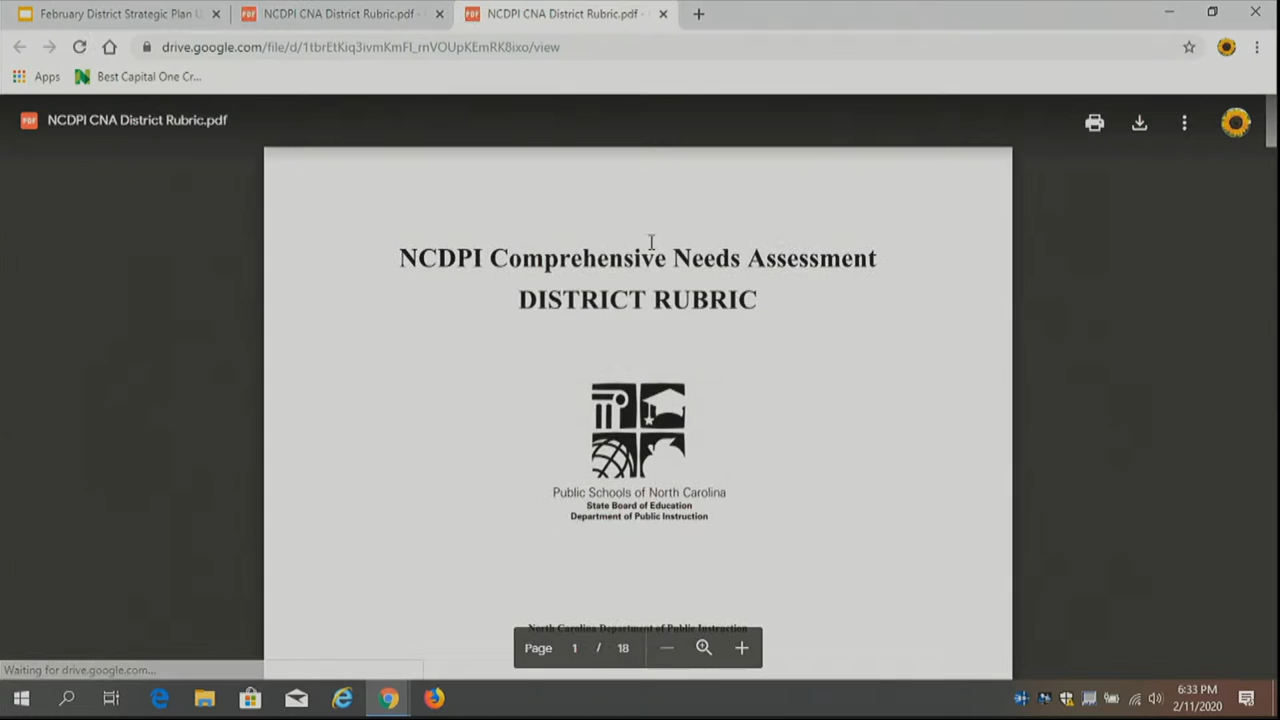 February District Strategic Plan U
NCDPI CNA District Rubric.pdf -
NCDPI CNA District Rubric.pdf -
drive.google.com/file/d/1tbrEtKiq3ivmKmFI_rnVOUpKEmRK8ixo/view
Apps
Best Capital One Cr...
PDF
NCDPI CNA District Rubric.pdf
NCDPI Comprehensive Needs Assessment
DISTRICT RUBRIC
Public Schools of North Carolina
State Board of Education
Department of Public Instruction
North Carolina Department of Public Instruction
Page 1 / 18
Waiting for drive.google.com...
6:33 PM
2/11/2020